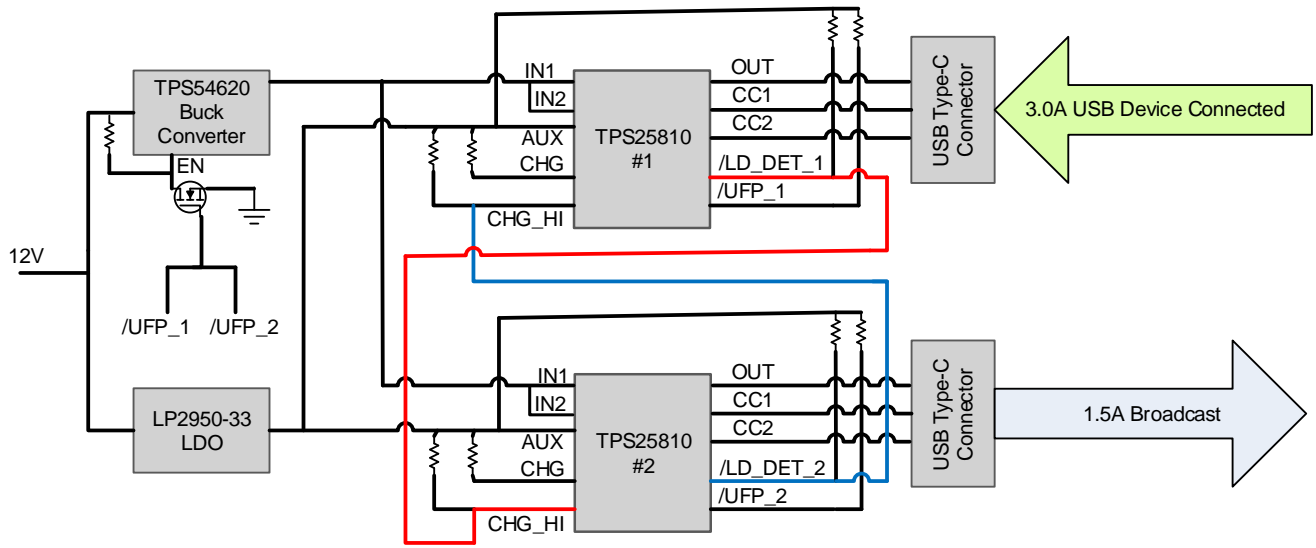 TPS54620
Buck
Converter
EN
12V
/UFP_1
/UFP_2
LP2950-33
LDO
IN1
IN2
AUX
CHG
CHG_HI
TPS25810
#1
OUT
CC1
CC2
/LD_DET_1
/UFP_1
USB Type-C
Connector
3.0A USB Device Connected
IN1
IN2
AUX
CHG
CHG_HI
TPS25810
#2
OUT
CC1
CC2
/LD_DET_2
/UFP_2
USB Type-C
Connector
1.5A Broadcast